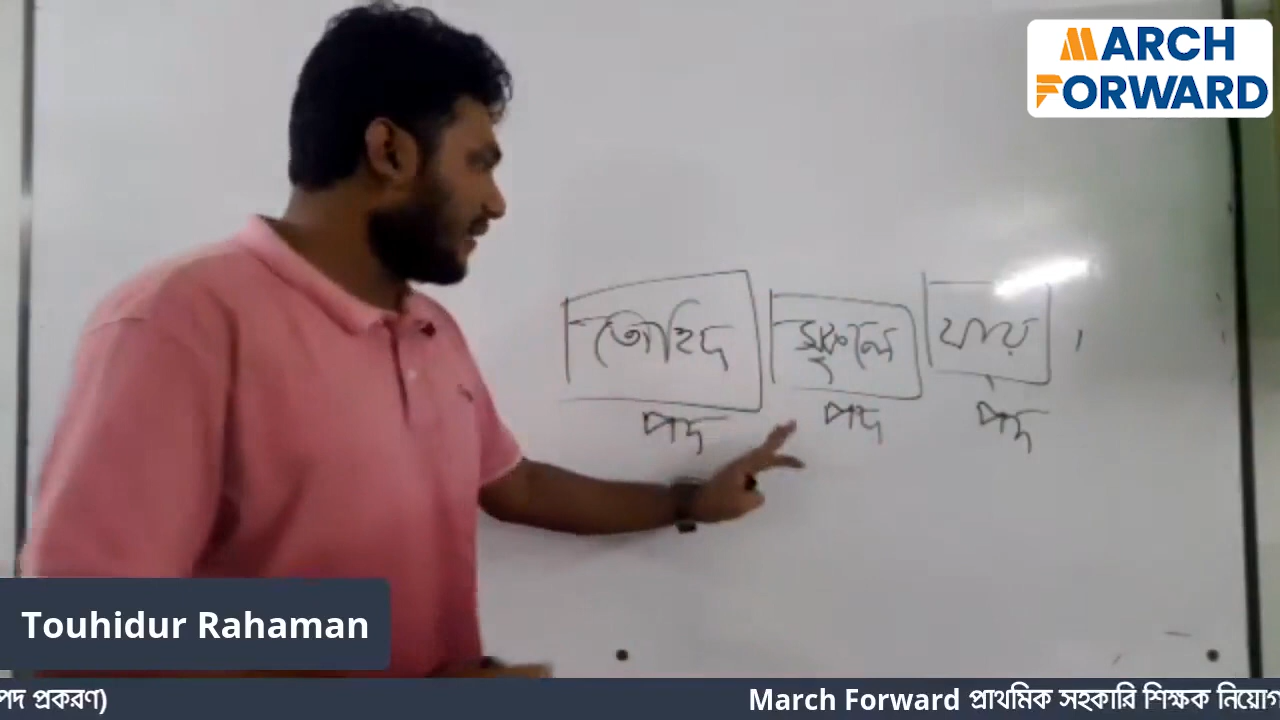 MARCH
FORWARD
তৌহিদ স্কুলে যায় ।
পদ পদ পদ
Touhidur Rahaman
পদ প্রকরণ)
March Forward প্রাথমিক সহকারি শিক্ষক নিয়োগ